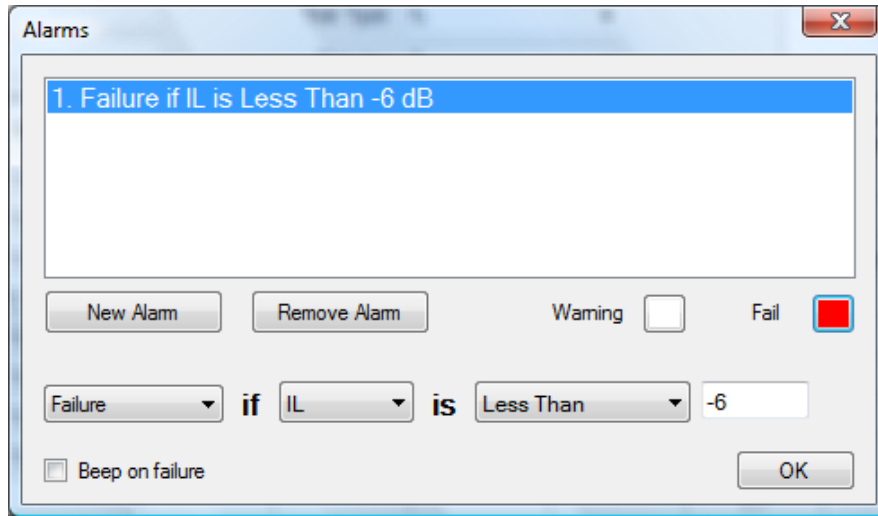 Alarms
1. Failure if IL is Less Than -6 dB
New Alarm Remove Alarm Warning Fail
Failure if IL is Less Than -6
Beep on failure OK